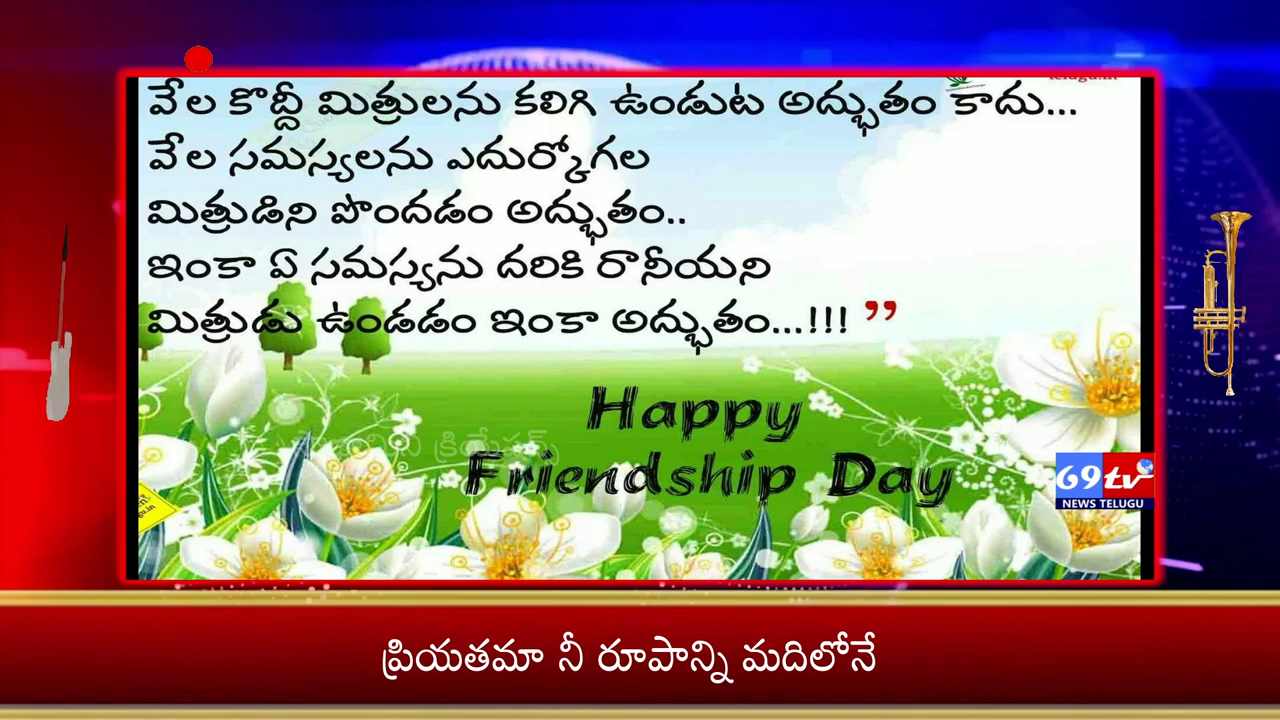 వేల కొద్దీ మిత్రులను కలిగి ఉండుట అద్భుతం కాదు...
వేల సమస్యలను ఎదుర్కోగల
మిత్రుడిని పొందడం అద్భుతం..
ఇంకా ఏ సమస్యను దరికి రానీయని
మిత్రుడు ఉండడం ఇంకా అద్భుతం...!!! ”
Happy
Friendship Day
69tv
NEWS TELUGU
ప్రియతమా నీ రూపాన్ని మదిలోనే